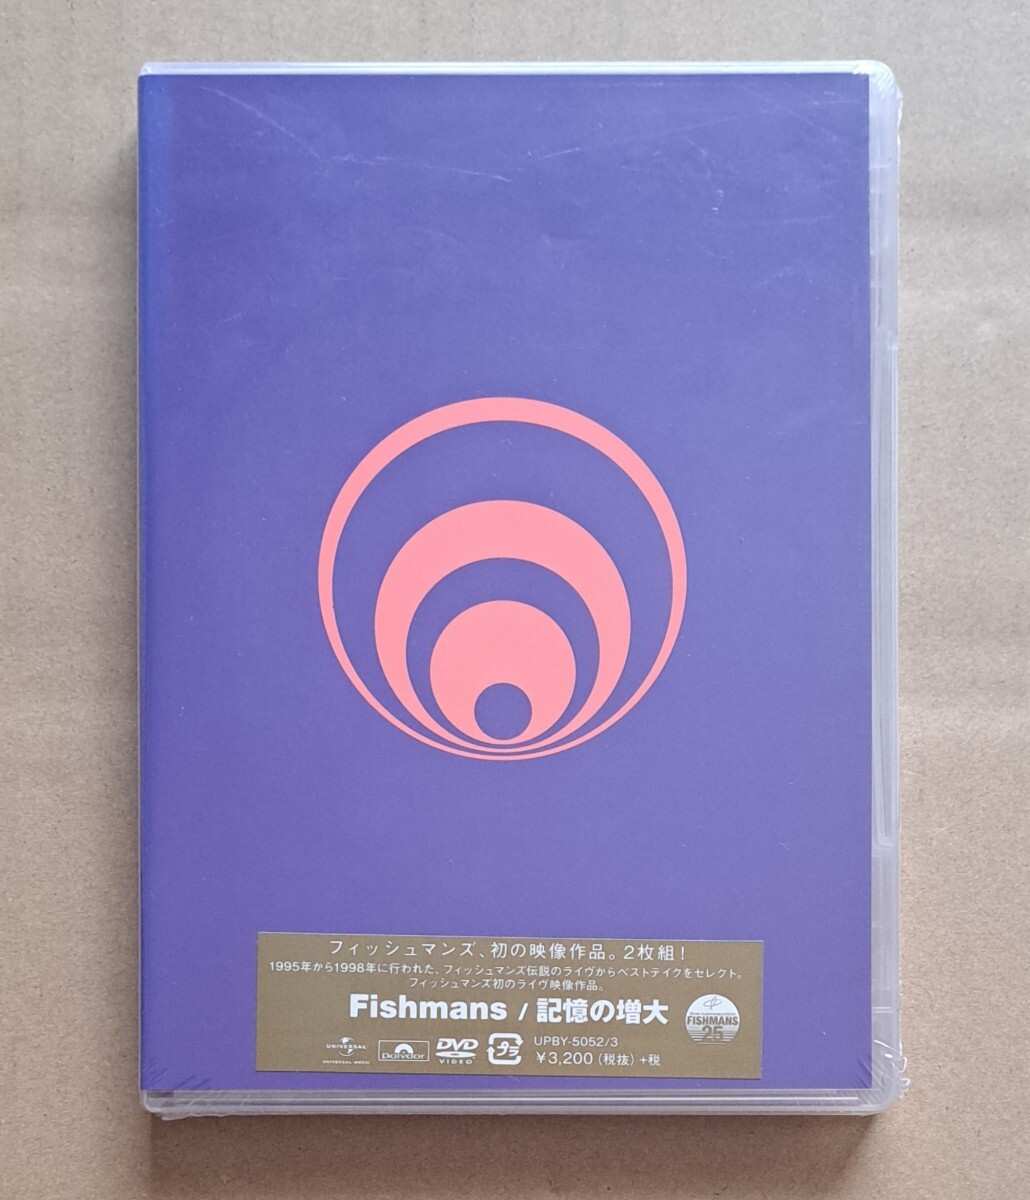 フィッシュマンズ、初の映像作品。2枚組！
1995年から1998年に行われた、フィッシュマンズ伝説のライヴからベストテイクをセレクト。
フィッシュマンズ初のライヴ映像作品。
Fishmans / 記憶の増大
FISHMANS
25
UNIVERSAL
UNIVERSAL MUSIC
Polydor
DVD
VIDEO
プラ
UPBY-5052/3
¥3,200（税抜）+税